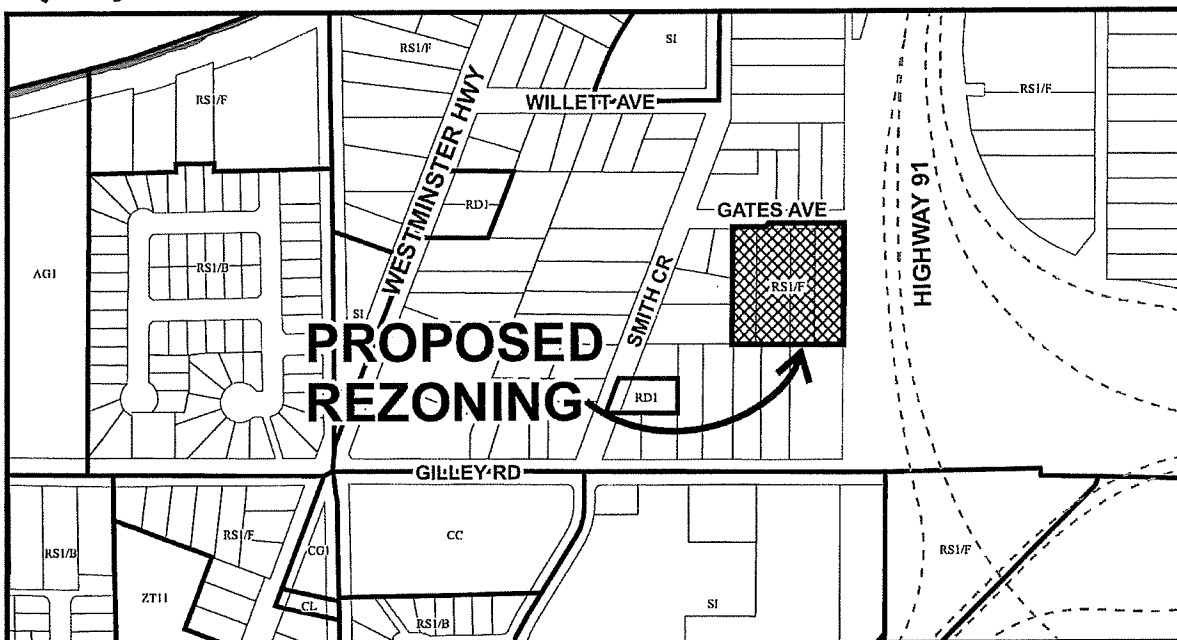 RS1/F
SI
WILLETT AVE
RS1/F
RS1/F
WESTMINSTER HWY
HIGHWAY 91
RD1
GATES AVE
AG1
RS1/B
SMITH CR
RS1/F
SI
PROPOSED
REZONING
RD1
GILLEY RD
RS1/F
CC
RS1/B
CG1
RS1/F
ZT11
CL
SI
RS1/B